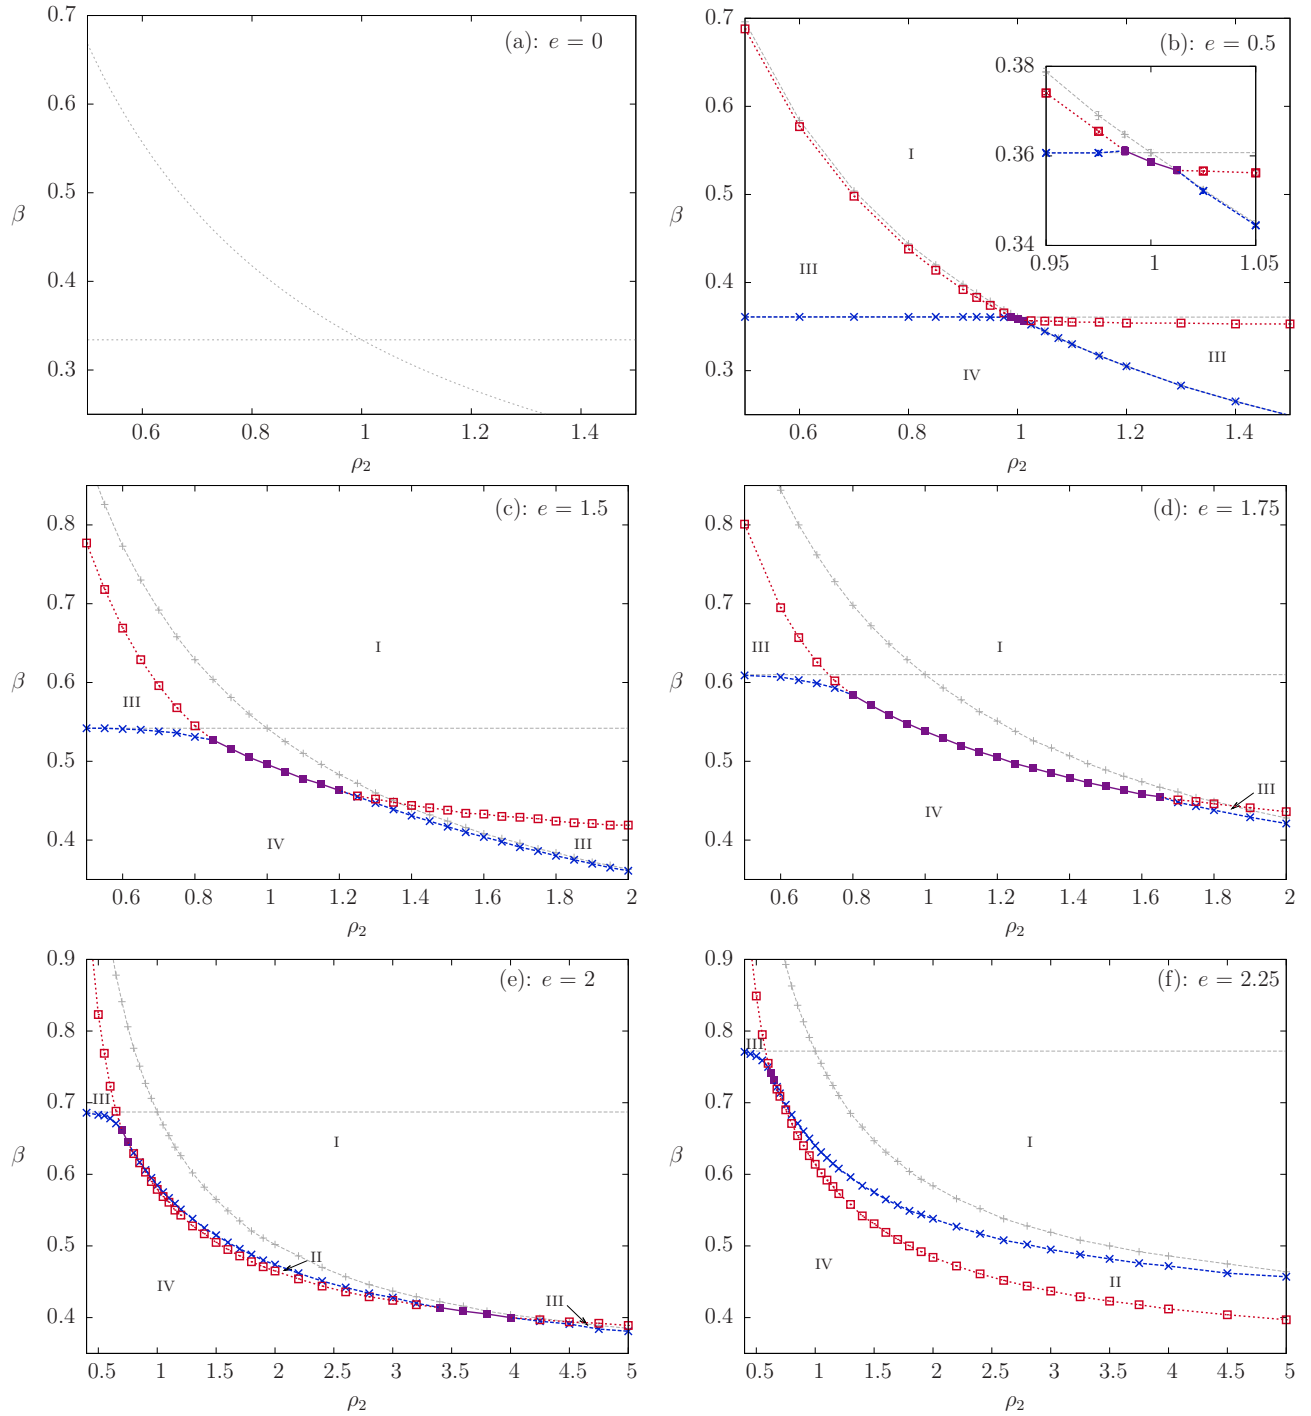 0.7
0.6
0.5
0.4
0.3
β
0.6 0.8 1 1.2 1.4
ρ₂
(a): e = 0
0.7
0.6
0.5
0.4
0.3
β
0.6 0.8 1 1.2 1.4
ρ₂
(b): e = 0.5
I
III
IV
III
0.38
0.36
0.34
0.95 1 1.05
0.8
0.7
0.6
0.5
0.4
β
0.6 0.8 1 1.2 1.4 1.6 1.8 2
ρ₂
(c): e = 1.5
I
III
IV
III
0.8
0.7
0.6
0.5
0.4
β
0.6 0.8 1 1.2 1.4 1.6 1.8 2
ρ₂
(d): e = 1.75
I
III
III
IV
0.9
0.8
0.7
0.6
0.5
0.4
β
0.5 1 1.5 2 2.5 3 3.5 4 4.5 5
ρ₂
(e): e = 2
III
I
II
IV
III
0.9
0.8
0.7
0.6
0.5
0.4
β
0.5 1 1.5 2 2.5 3 3.5 4 4.5 5
ρ₂
(f): e = 2.25
III
I
IV
II